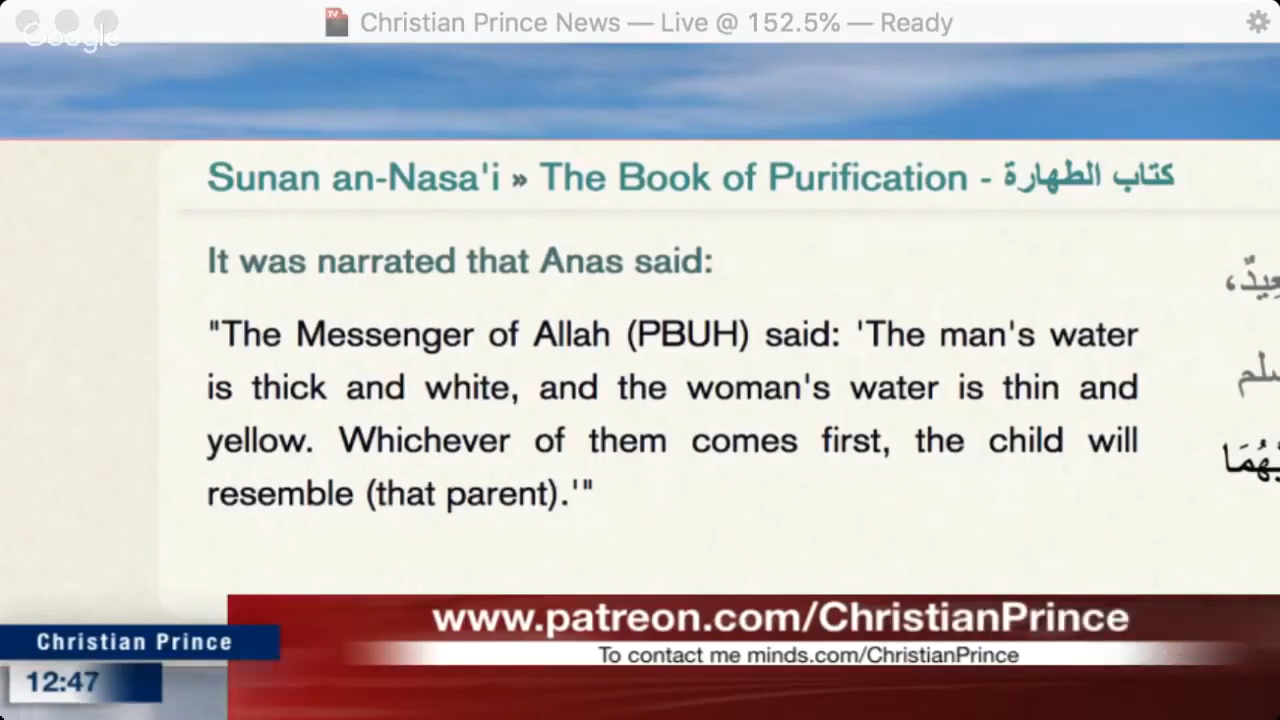 Christian Prince News — Live @ 152.5% — Ready
Google
Sunan an-Nasa'i » The Book of Purification - كتاب الطهارة
It was narrated that Anas said:
"The Messenger of Allah (PBUH) said: 'The man's water
is thick and white, and the woman's water is thin and
yellow. Whichever of them comes first, the child will
resemble (that parent).'"
www.patreon.com/ChristianPrince
To contact me minds.com/ChristianPrince
Christian Prince
12:47